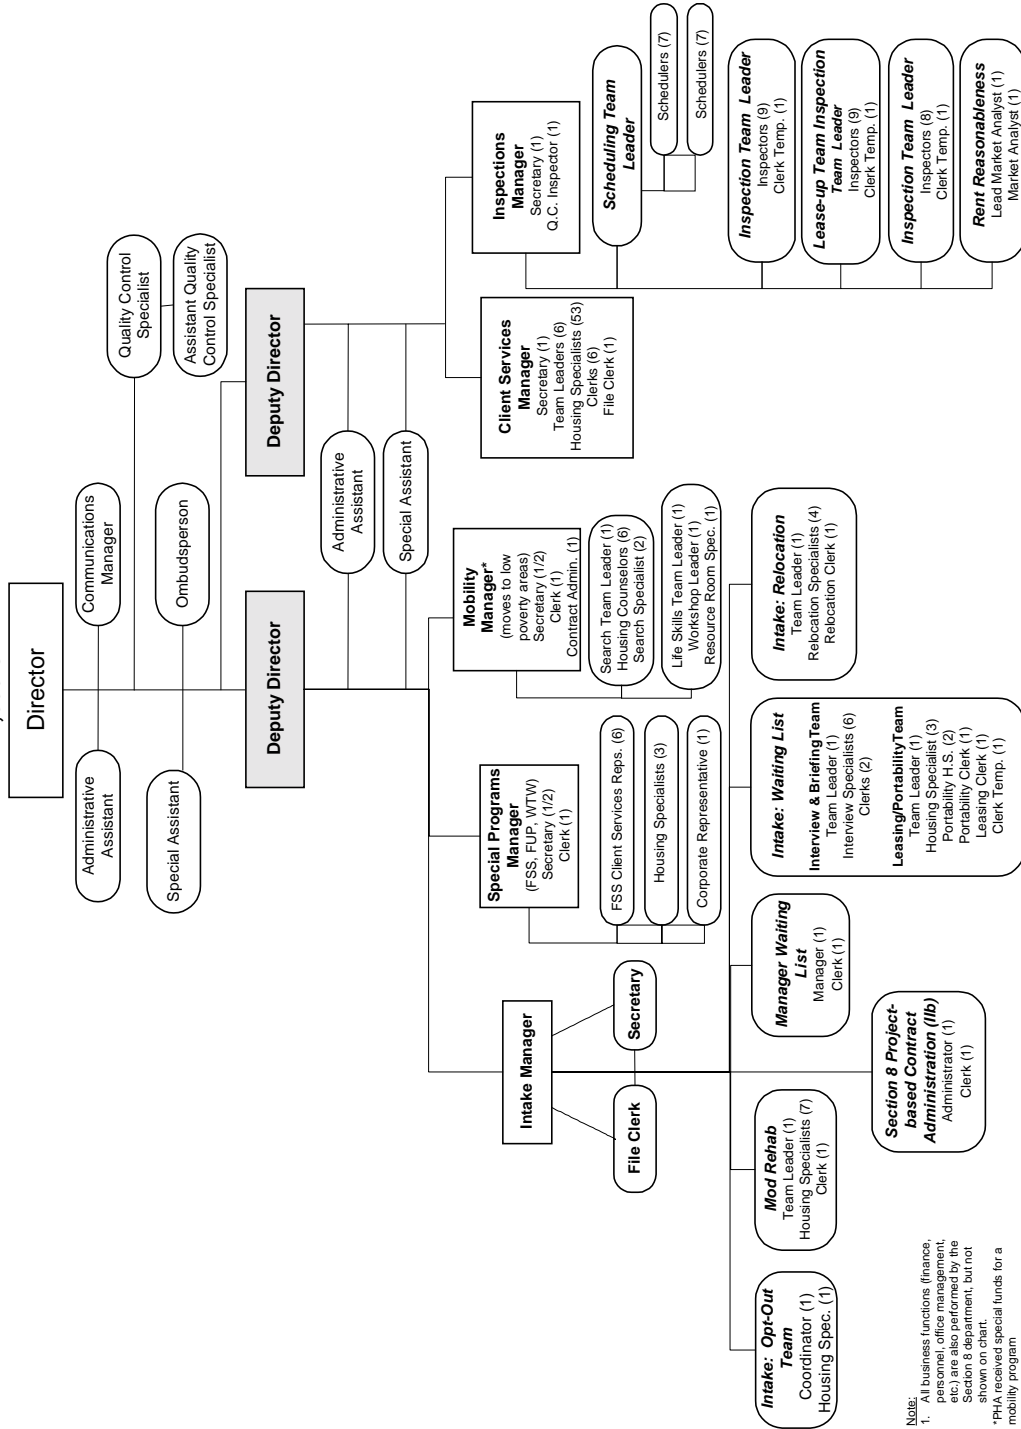 Director
Administrative
Assistant
Communications
Manager
Special Assistant
Ombudsperson
Quality Control
Specialist
Assistant Quality
Control Specialist
Deputy Director
Deputy Director
Administrative
Assistant
Special Assistant
Intake Manager
File Clerk
Secretary
Special Programs
Manager
(FSS, FUP, WTW)
Secretary (1/2)
Clerk (1)
FSS Client Services Reps. (6)
Housing Specialists (3)
Corporate Representative (1)
Mobility
Manager*
(moves to low
poverty areas)
Secretary (1/2)
Clerk (1)
Contract Admin. (1)
Search Team Leader (1)
Housing Counselors (6)
Search Specialist (2)
Life Skills Team Leader (1)
Workshop Leader (1)
Resource Room Spec. (1)
Client Services
Manager
Secretary (1)
Team Leaders (6)
Housing Specialists (53)
Clerks (6)
File Clerk (1)
Inspections
Manager
Secretary (1)
Q.C. Inspector (1)
Scheduling Team
Leader
Schedulers (7)
Schedulers (7)
Inspection Team Leader
Inspectors (9)
Clerk Temp. (1)
Lease-up Team Inspection
Team Leader
Inspectors (9)
Clerk Temp. (1)
Inspection Team Leader
Inspectors (8)
Clerk Temp. (1)
Rent Reasonableness
Lead Market Analyst (1)
Market Analyst (1)
Intake: Opt-Out
Team
Coordinator (1)
Housing Spec. (1)
Mod Rehab
Team Leader (1)
Housing Specialists (7)
Clerk (1)
Section 8 Project-
based Contract
Administration (IIb)
Administrator (1)
Clerk (1)
Manager Waiting
List
Manager (1)
Clerk (1)
Intake: Waiting List
Interview & Briefing Team
Team Leader (1)
Interview Specialists (6)
Clerks (2)
Leasing/Portability Team
Team Leader (1)
Housing Specialist (3)
Portability H.S. (2)
Portability Clerk (1)
Leasing Clerk (1)
Clerk Temp. (1)
Intake: Relocation
Team Leader (1)
Relocation Specialists (4)
Relocation Clerk (1)
Note:
1. All business functions (finance,
personnel, office management,
etc.) are also performed by the
Section 8 department, but not
shown on chart.
*PHA received special funds for a
mobility program